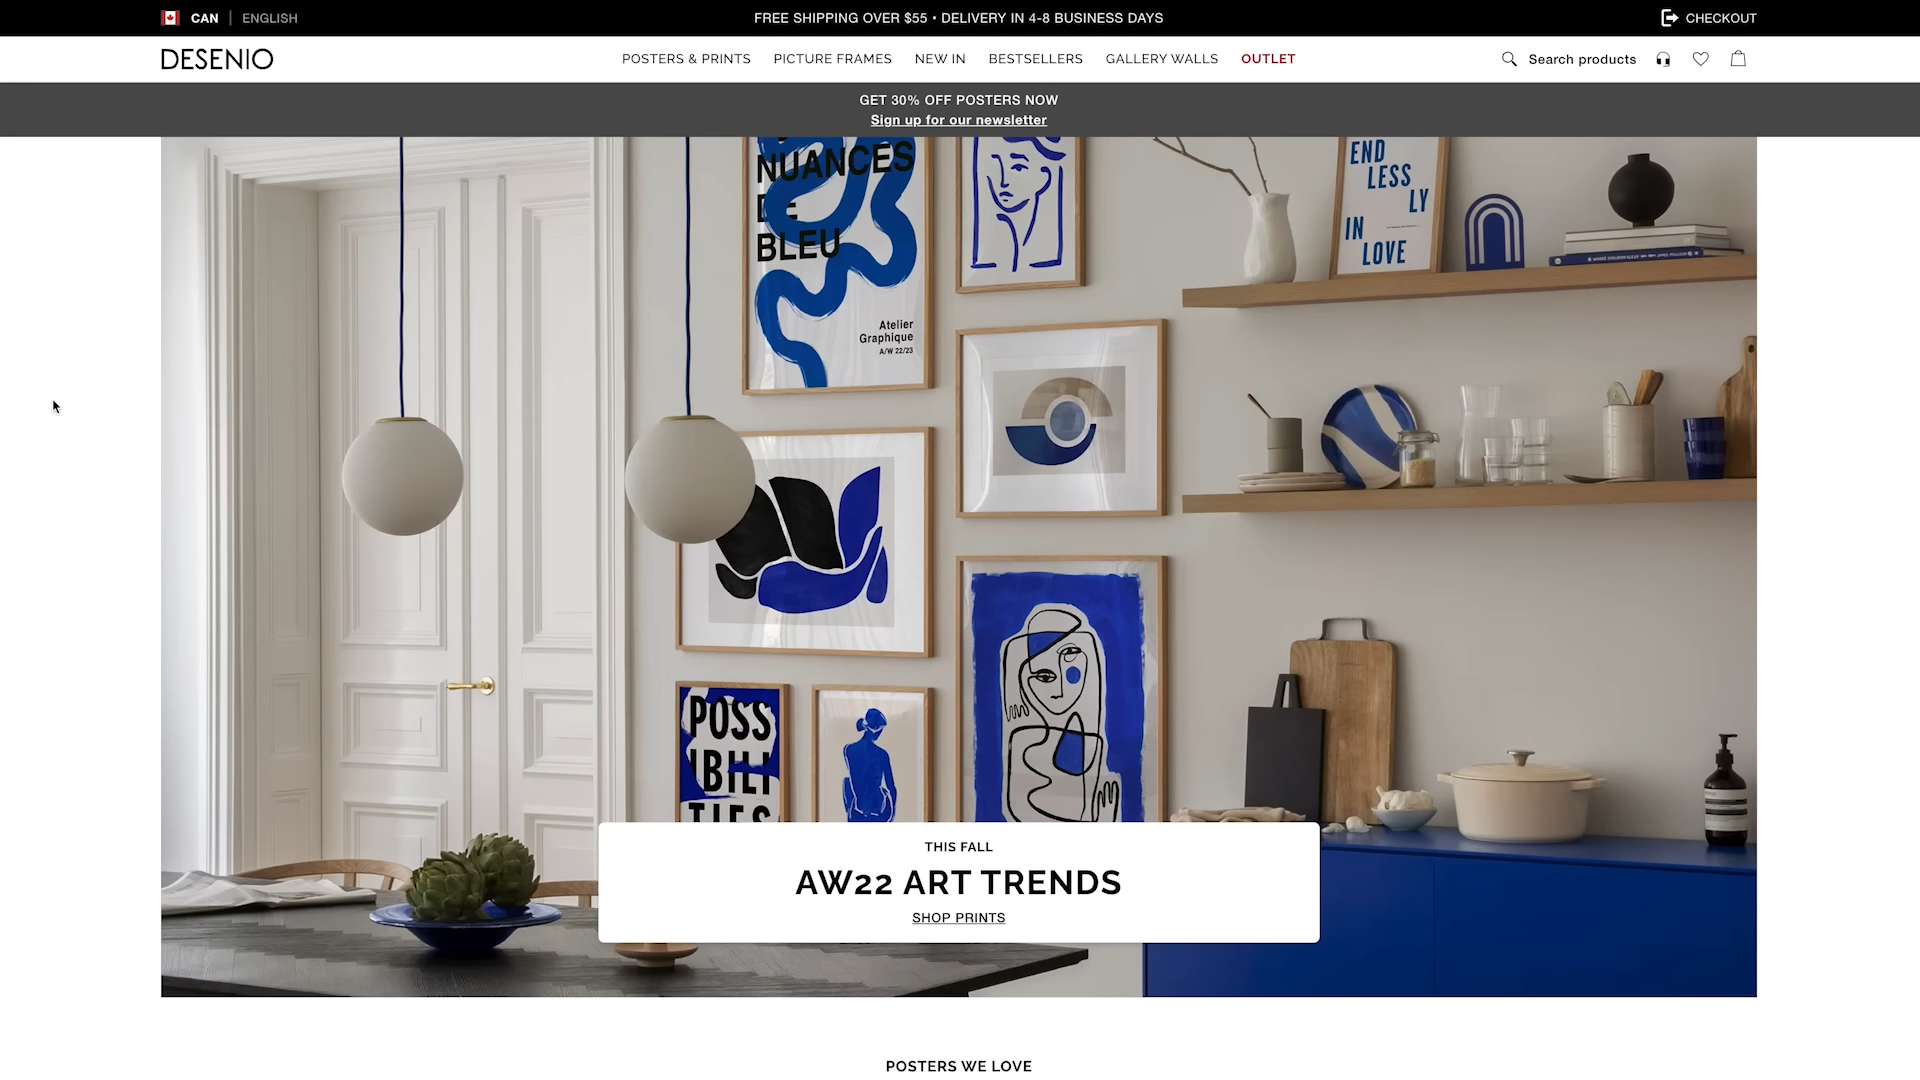 CAN | ENGLISH
FREE SHIPPING OVER $55 • DELIVERY IN 4-8 BUSINESS DAYS
CHECKOUT
DESENIO
POSTERS & PRINTS
PICTURE FRAMES
NEW IN
BESTSELLERS
GALLERY WALLS
OUTLET
Search products
GET 30% OFF POSTERS NOW
Sign up for our newsletter
NUANCES
DE
BLEU
Atelier
Graphique
A/W 22/23
END
LESS
LY
IN
LOVE
POSS
IBILI
TIES
THIS FALL
AW22 ART TRENDS
SHOP PRINTS
POSTERS WE LOVE